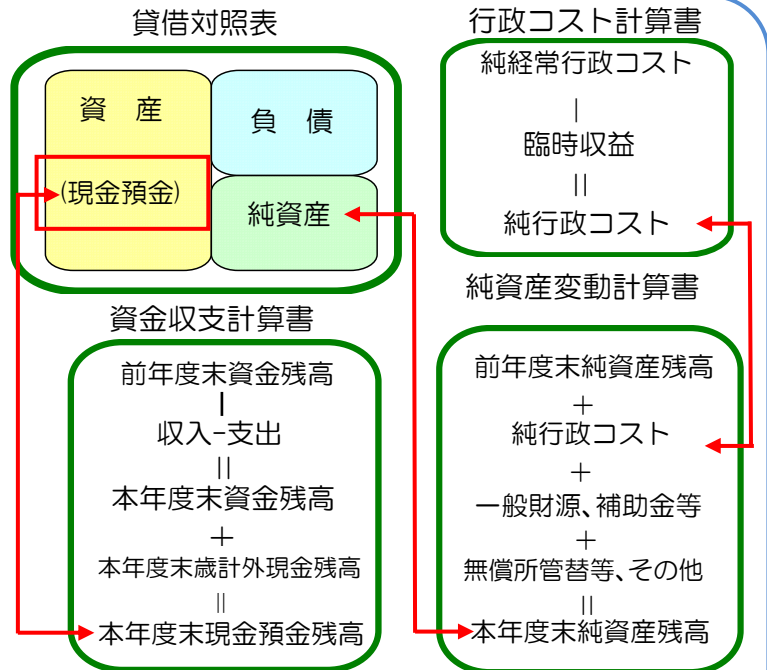 貸借対照表
資　産
(現金預金)
負　債
純資産
行政コスト計算書
純経常行政コスト
｜
臨時収益
||
純行政コスト
資金収支計算書
前年度末資金残高
｜
収入−支出
||
本年度末資金残高
＋
本年度末歳計外現金残高
||
本年度末現金預金残高
純資産変動計算書
前年度末純資産残高
＋
純行政コスト
＋
一般財源、補助金等
＋
無償所管替等、その他
||
本年度末純資産残高